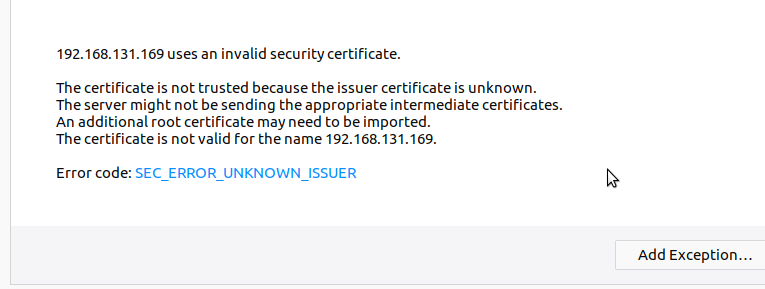 192.168.131.169 uses an invalid security certificate.
The certificate is not trusted because the issuer certificate is unknown.
The server might not be sending the appropriate intermediate certificates.
An additional root certificate may need to be imported.
The certificate is not valid for the name 192.168.131.169.
Error code: SEC_ERROR_UNKNOWN_ISSUER
Add Exception…